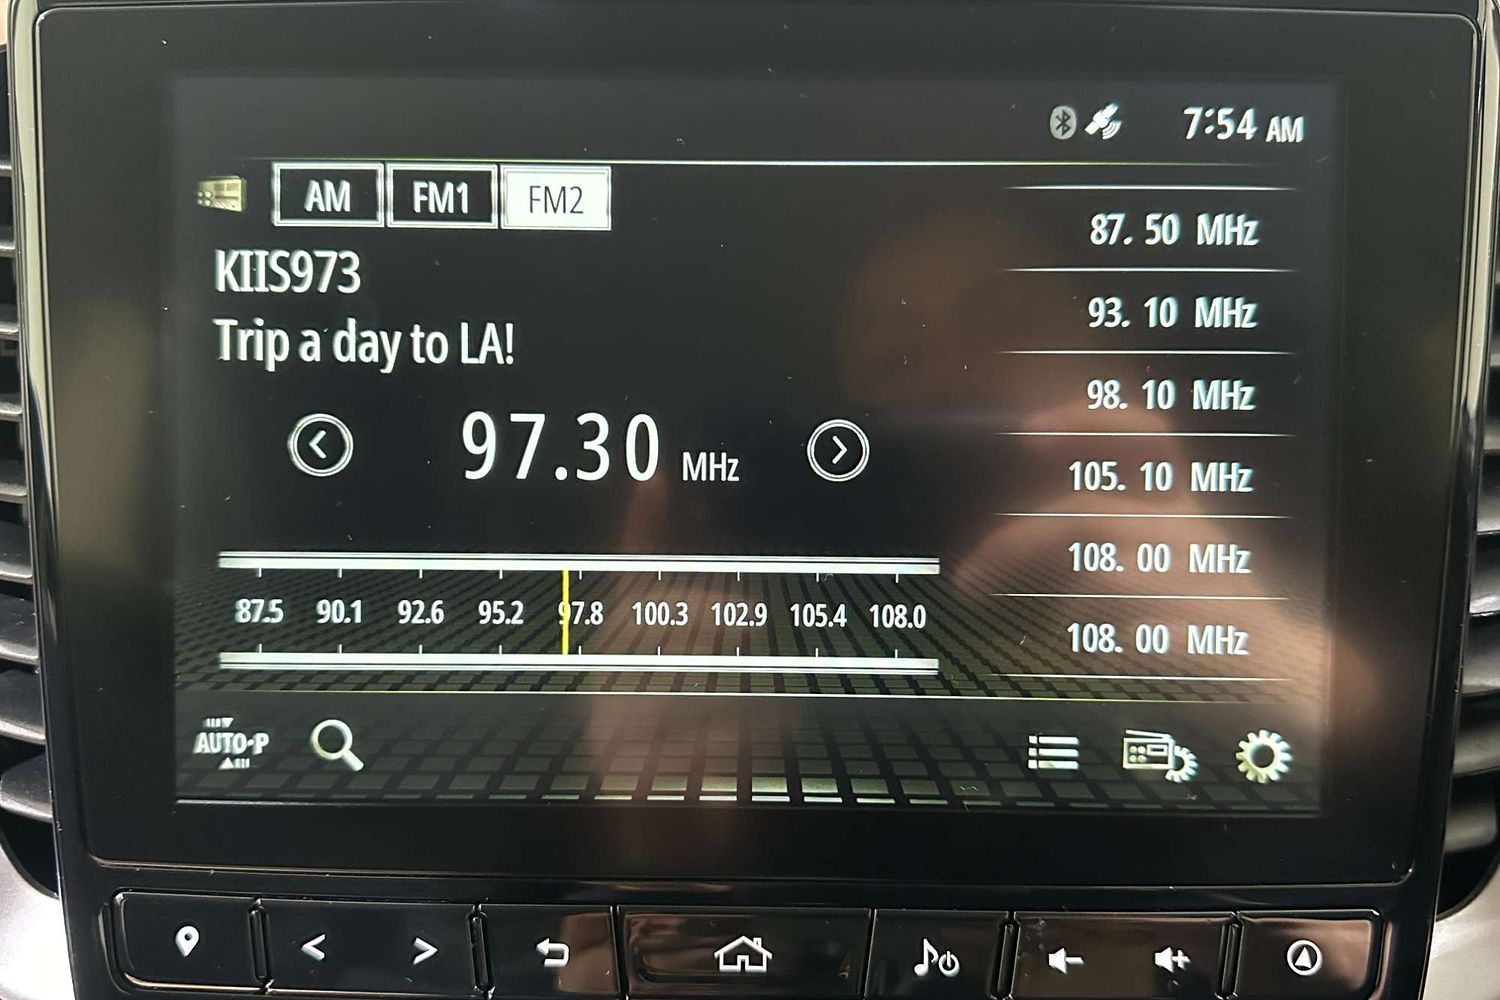 7:54 AM
AM FM1 FM2
KIIS973
Trip a day to LA!
97.30 MHz
87.5 90.1 92.6 95.2 97.8 100.3 102.9 105.4 108.0
87. 50 MHz
93. 10 MHz
98. 10 MHz
105. 10 MHz
108. 00 MHz
108. 00 MHz
AUTO-P